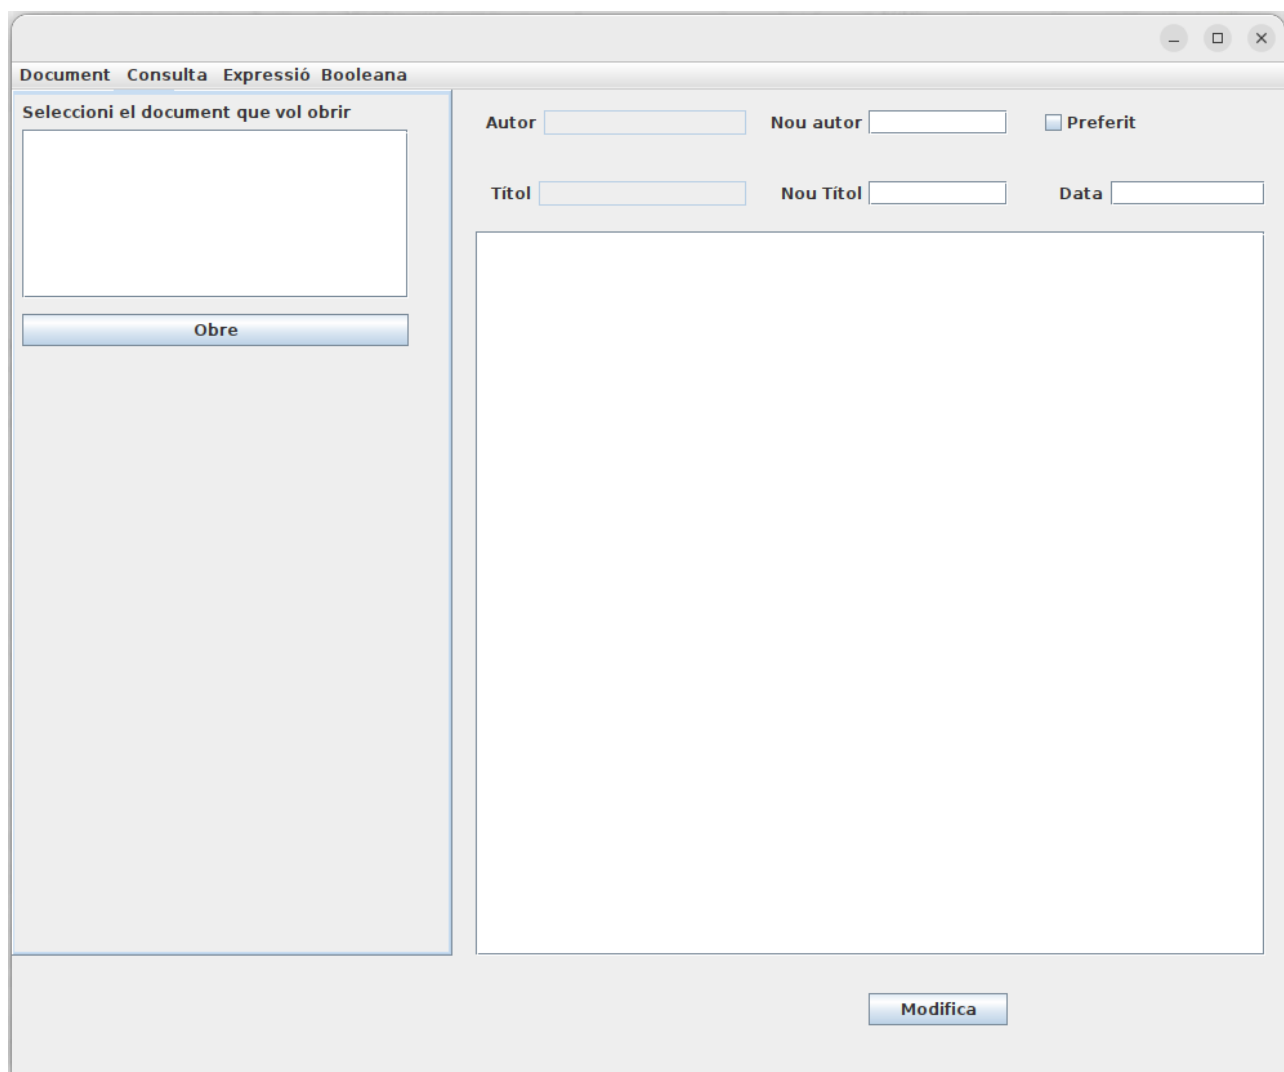 Document Consulta Expressió Booleana
Seleccioni el document que vol obrir
Obre
Autor
Nou autor
Preferit
Títol
Nou Títol
Data
Modifica